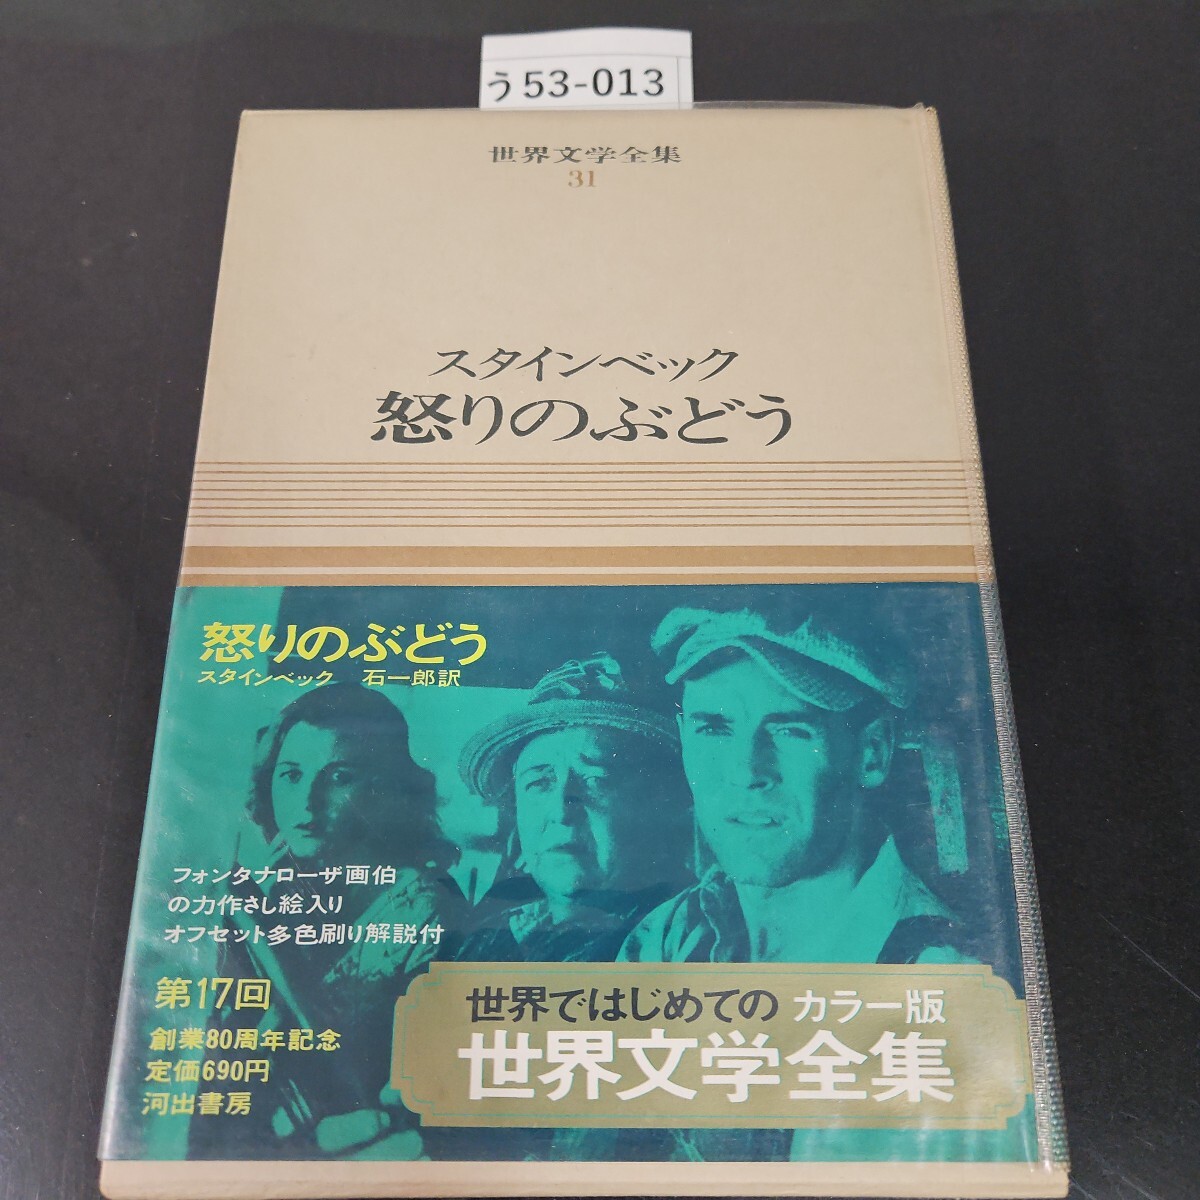 う53-013
世界文学全集
31
スタインベック
怒りのぶどう
怒りのぶどう
スタインベック 石一郎訳
フォンタナローザ画伯
の力作さし絵入り
オフセット多色刷り解説付
第17回
創業80周年記念
定価690円
河出書房
世界ではじめての カラー版
世界文学全集